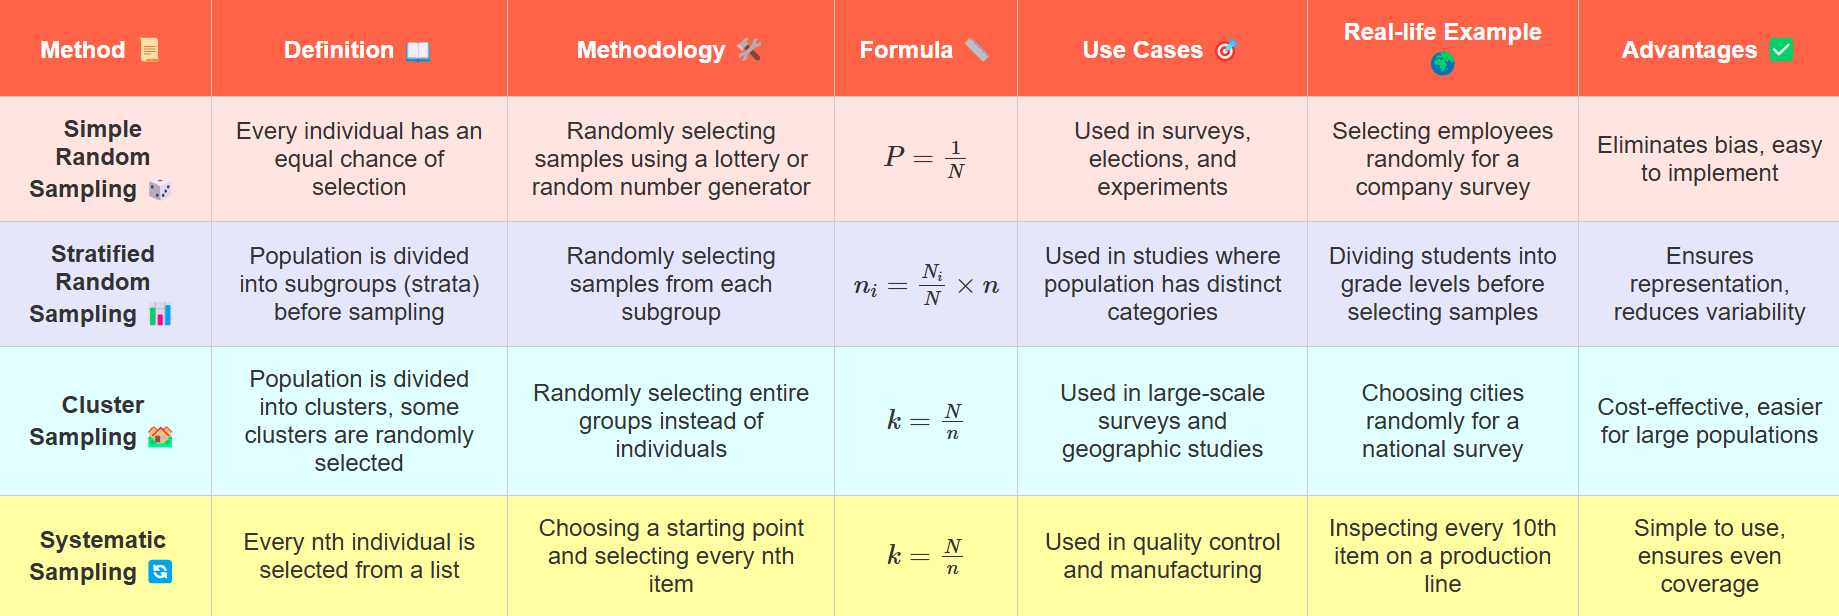 Method 📜 Definition 📖 Methodology 🛠️ Formula 📏 Use Cases 🎯 Real-life Example 🌍 Advantages ✅
Simple
Random
Sampling 🎲
Every individual has an
equal chance of
selection
Randomly selecting
samples using a lottery or
random number generator
P = 1/N
Used in surveys,
elections, and
experiments
Selecting employees
randomly for a
company survey
Eliminates bias, easy
to implement
Stratified
Random
Sampling 📊
Population is divided
into subgroups (strata)
before sampling
Randomly selecting
samples from each
subgroup
nᵢ = Nᵢ/N × n
Used in studies where
population has distinct
categories
Dividing students into
grade levels before
selecting samples
Ensures
representation,
reduces variability
Cluster
Sampling 🏘️
Population is divided
into clusters, some
clusters are randomly
selected
Randomly selecting entire
groups instead of
individuals
k = N/n
Used in large-scale
surveys and
geographic studies
Choosing cities
randomly for a
national survey
Cost-effective, easier
for large populations
Systematic
Sampling 🔄
Every nth individual is
selected from a list
Choosing a starting point
and selecting every nth
item
k = N/n
Used in quality control
and manufacturing
Inspecting every 10th
item on a production
line
Simple to use,
ensures even
coverage